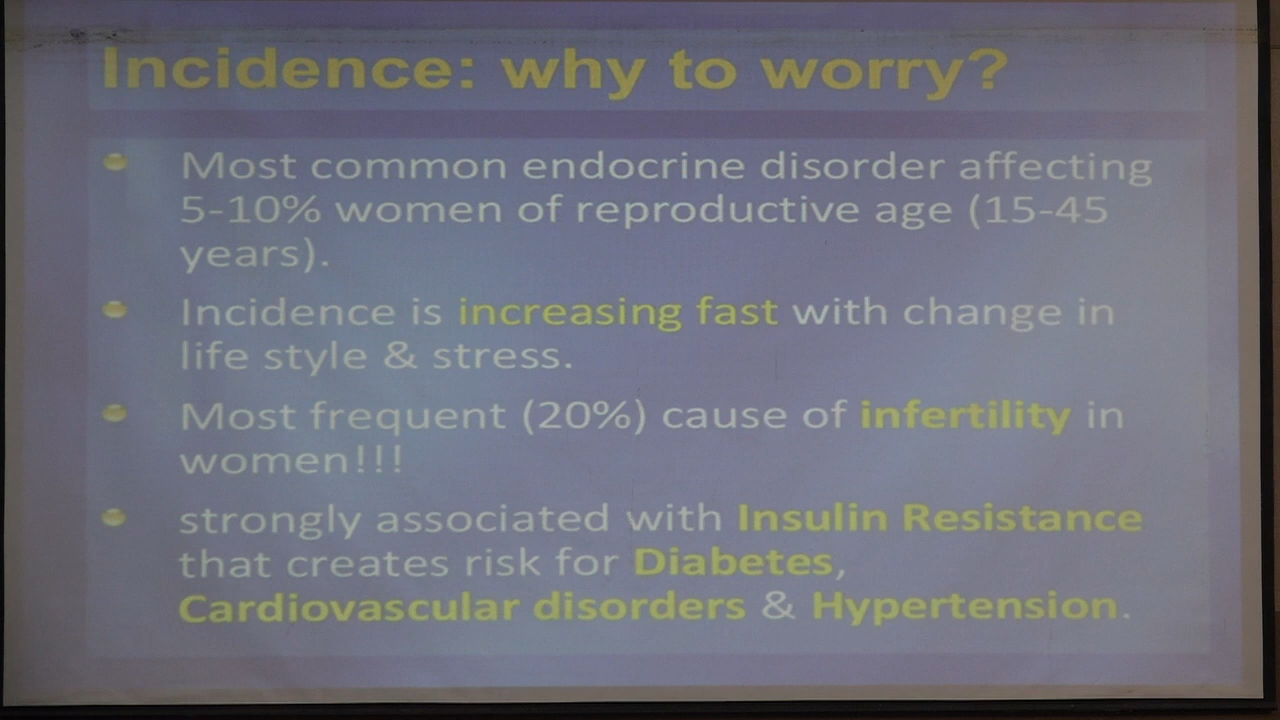 Incidence: why to worry?
Most common endocrine disorder affecting
5-10% women of reproductive age (15-45
years).
Incidence is increasing fast with change in
life style & stress.
Most frequent (20%) cause of infertility in
women!!!
strongly associated with Insulin Resistance
that creates risk for Diabetes,
Cardiovascular disorders & Hypertension.